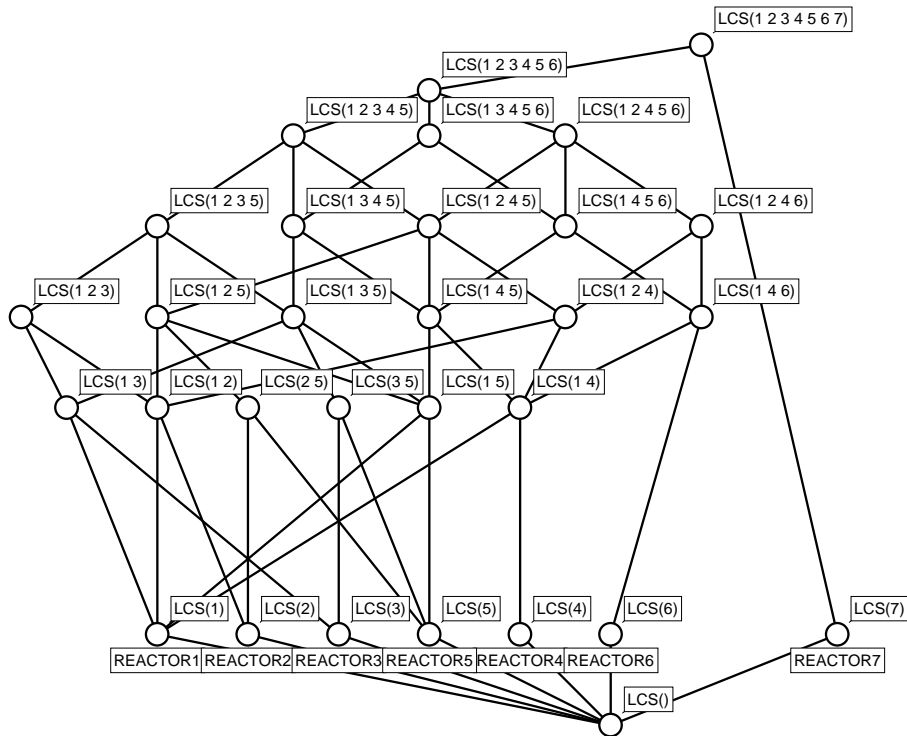 LCS(1 2 3 4 5 6 7)
LCS(1 2 3 4 5 6)
LCS(1 2 3 4 5)
LCS(1 3 4 5 6)
LCS(1 2 4 5 6)
LCS(1 2 3 5)
LCS(1 3 4 5)
LCS(1 2 4 5)
LCS(1 4 5 6)
LCS(1 2 4 6)
LCS(1 2 3)
LCS(1 2 5)
LCS(1 3 5)
LCS(1 4 5)
LCS(1 2 4)
LCS(1 4 6)
LCS(1 3)
LCS(1 2)
LCS(2 5)
LCS(3 5)
LCS(1 5)
LCS(1 4)
LCS(1)
LCS(2)
LCS(3)
LCS(5)
LCS(4)
LCS(6)
LCS(7)
REACTOR1
REACTOR2
REACTOR3
REACTOR5
REACTOR4
REACTOR6
REACTOR7
LCS()